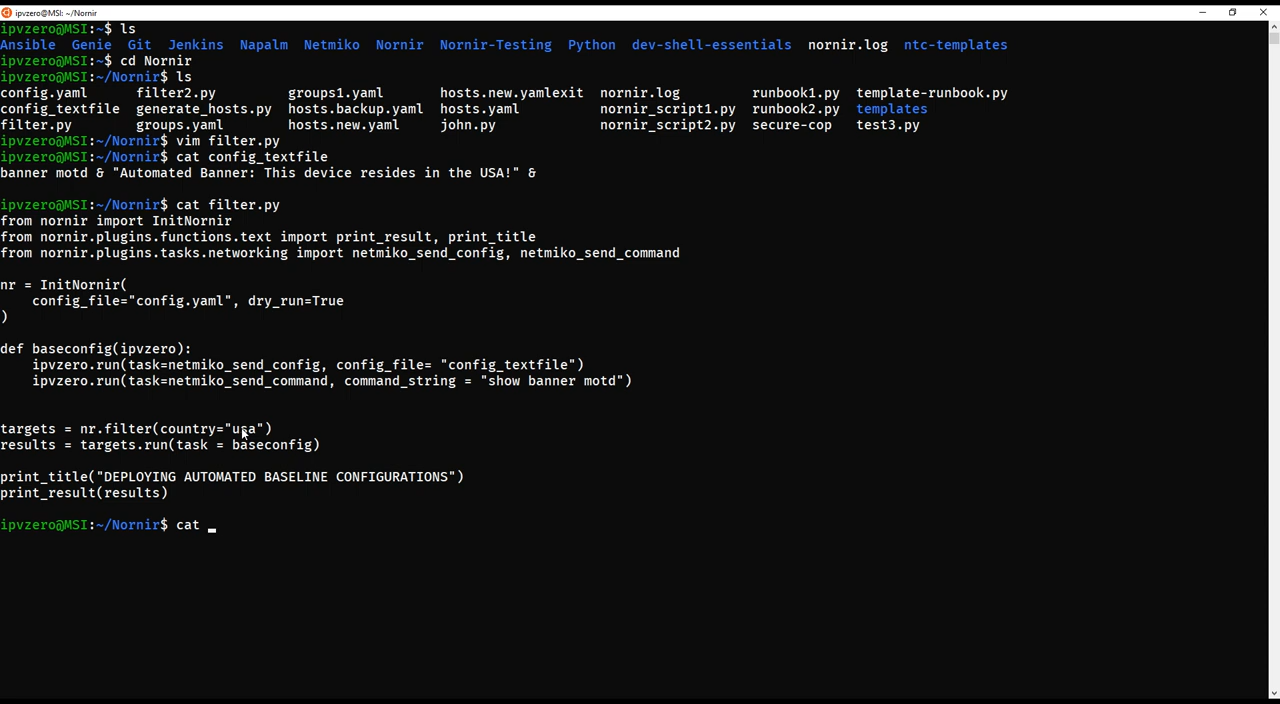 ipvzero@MSI: ~/Nornir
ipvzero@MSI:~$ ls
Ansible  Genie  Git  Jenkins  Napalm  Netmiko  Nornir  Nornir-Testing  Python  dev-shell-essentials  nornir.log  ntc-templates
ipvzero@MSI:~$ cd Nornir
ipvzero@MSI:~/Nornir$ ls
config.yaml      filter2.py         groups1.yaml       hosts.new.yamlexit  nornir.log         runbook1.py  template-runbook.py
config_textfile  generate_hosts.py  hosts.backup.yaml  hosts.yaml          nornir_script1.py  runbook2.py  templates
filter.py        groups.yaml        hosts.new.yaml     john.py             nornir_script2.py  secure-cop   test3.py
ipvzero@MSI:~/Nornir$ vim filter.py
ipvzero@MSI:~/Nornir$ cat config_textfile
banner motd & "Automated Banner: This device resides in the USA!" &
ipvzero@MSI:~/Nornir$ cat filter.py
from nornir import InitNornir
from nornir.plugins.functions.text import print_result, print_title
from nornir.plugins.tasks.networking import netmiko_send_config, netmiko_send_command
nr = InitNornir(
    config_file="config.yaml", dry_run=True
)
def baseconfig(ipvzero):
    ipvzero.run(task=netmiko_send_config, config_file= "config_textfile")
    ipvzero.run(task=netmiko_send_command, command_string = "show banner motd")
targets = nr.filter(country="usa")
results = targets.run(task = baseconfig)
print_title("DEPLOYING AUTOMATED BASELINE CONFIGURATIONS")
print_result(results)
ipvzero@MSI:~/Nornir$ cat